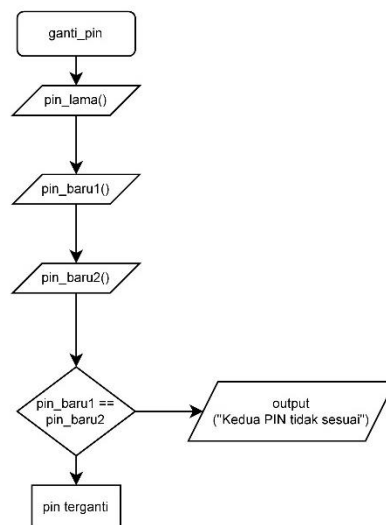 ganti_pin
pin_lama()
pin_baru1()
pin_baru2()
pin_baru1 ==
pin_baru2
output
("Kedua PIN tidak sesuai")
pin terganti